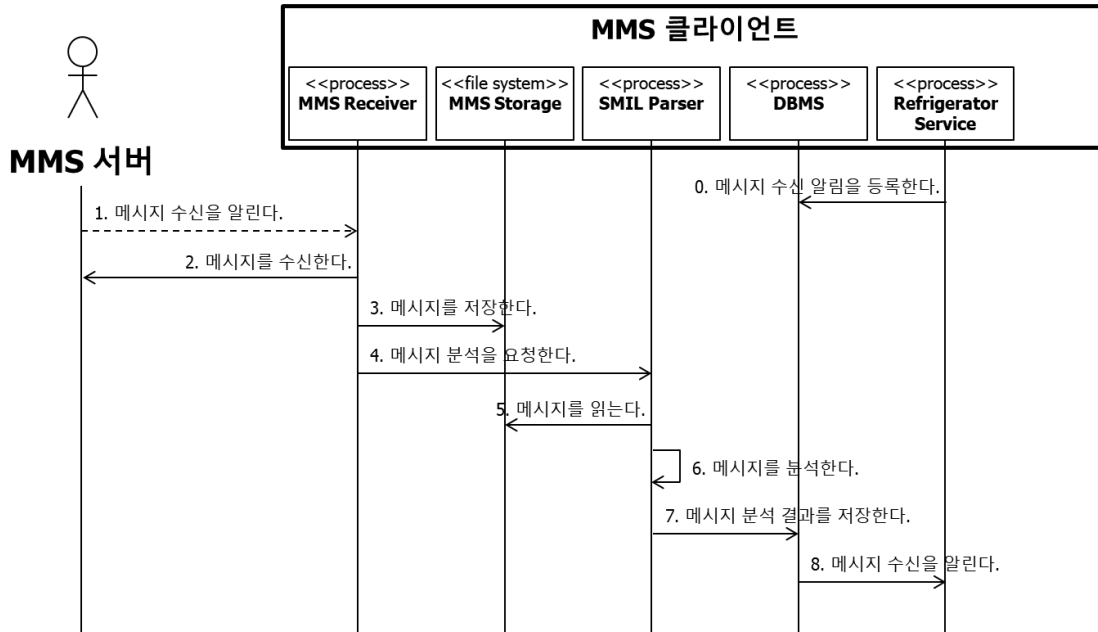 MMS 클라이언트
<<process>>
MMS Receiver
<<file system>>
MMS Storage
<<process>>
SMIL Parser
<<process>>
DBMS
<<process>>
Refrigerator
Service
MMS 서버
0. 메시지 수신 알림을 등록한다.
1. 메시지 수신을 알린다.
2. 메시지를 수신한다.
3. 메시지를 저장한다.
4. 메시지 분석을 요청한다.
5. 메시지를 읽는다.
6. 메시지를 분석한다.
7. 메시지 분석 결과를 저장한다.
8. 메시지 수신을 알린다.